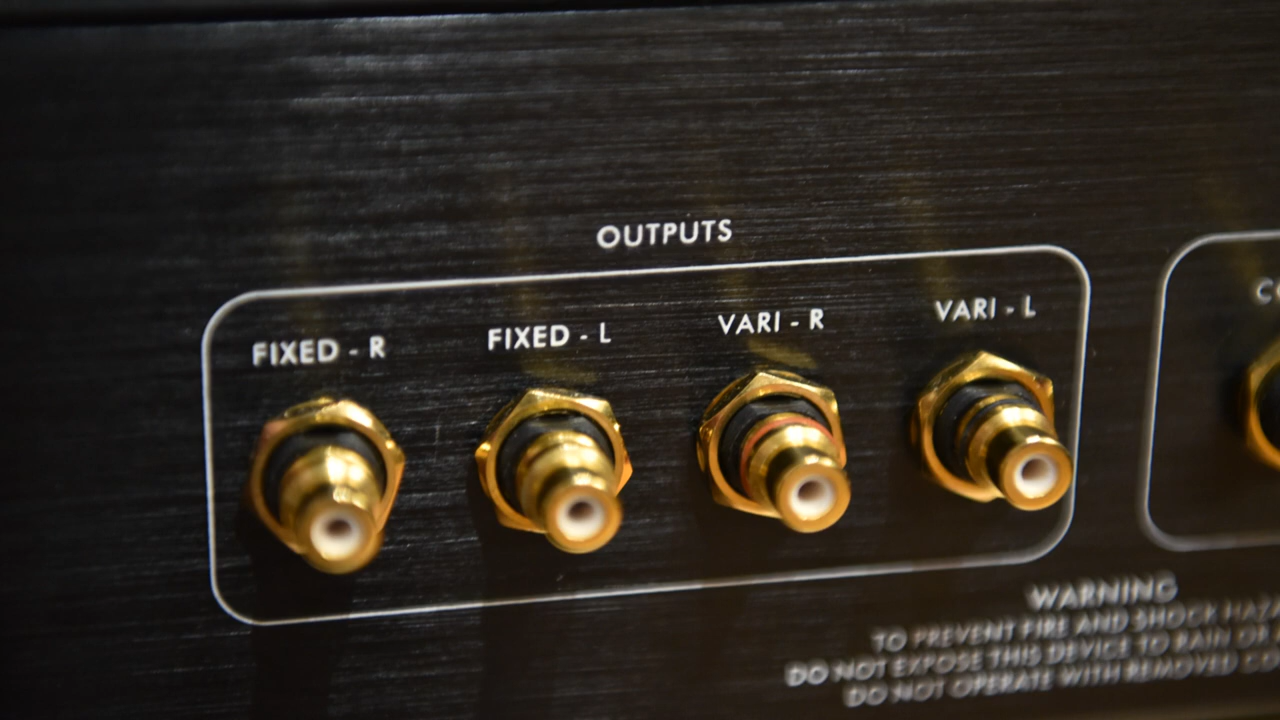 OUTPUTS
FIXED - R
FIXED - L
VARI - R
VARI - L
WARNING
TO PREVENT FIRE AND SHOCK
DO NOT EXPOSE THIS DEVICE TO RAIN OR
DO NOT OPERATE WITH REMOVED